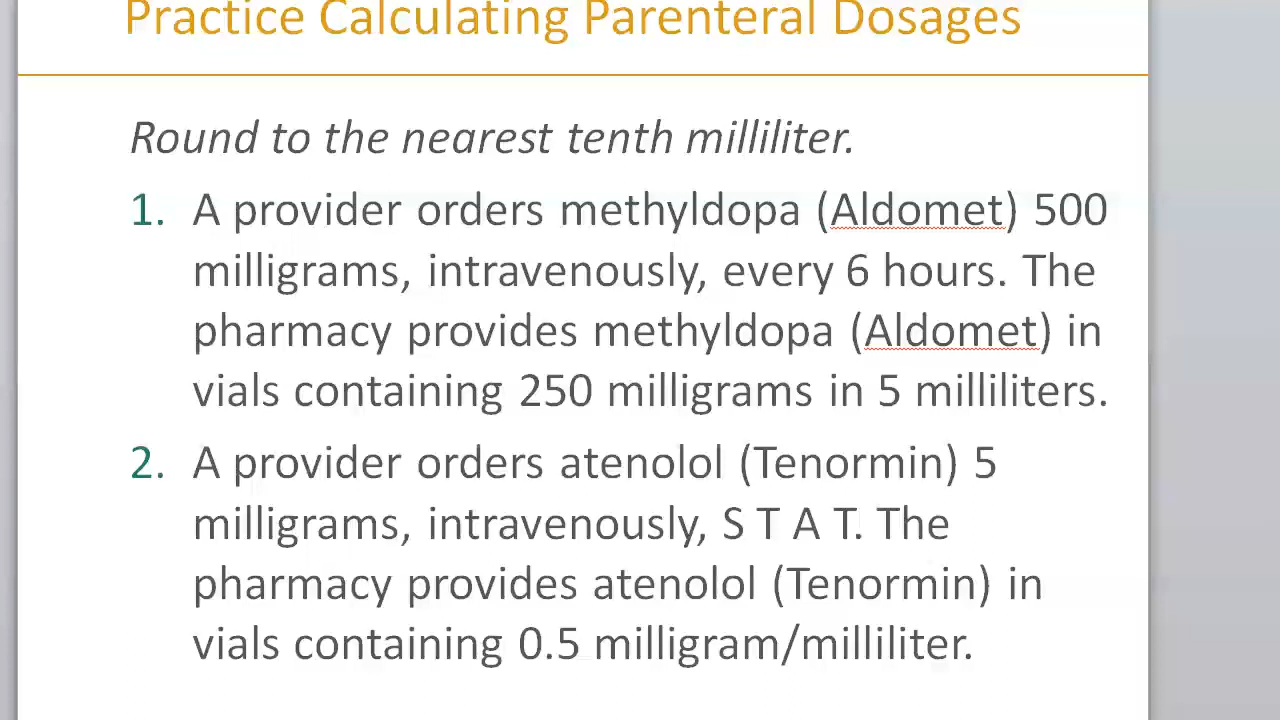 Practice Calculating Parenteral Dosages
Round to the nearest tenth milliliter.
1. A provider orders methyldopa (Aldomet) 500
milligrams, intravenously, every 6 hours. The
pharmacy provides methyldopa (Aldomet) in
vials containing 250 milligrams in 5 milliliters.
2. A provider orders atenolol (Tenormin) 5
milligrams, intravenously, S T A T. The
pharmacy provides atenolol (Tenormin) in
vials containing 0.5 milligram/milliliter.